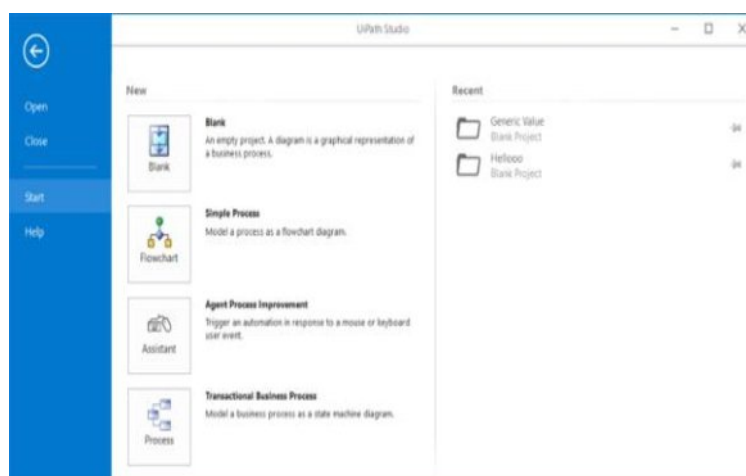 UiPath Studio
Open
Close
Start
Help
New
Blank
Blank
An empty project. A diagram is a graphical representation of
a business process.
Flowchart
Simple Process
Model a process as a flowchart diagram.
Assistant
Agent Process Improvement
Trigger an automation in response to a mouse or keyboard
user event.
Process
Transactional Business Process
Model a business process as a state machine diagram.
Recent
Generic Value
Blank Project
Hellooo
Blank Project